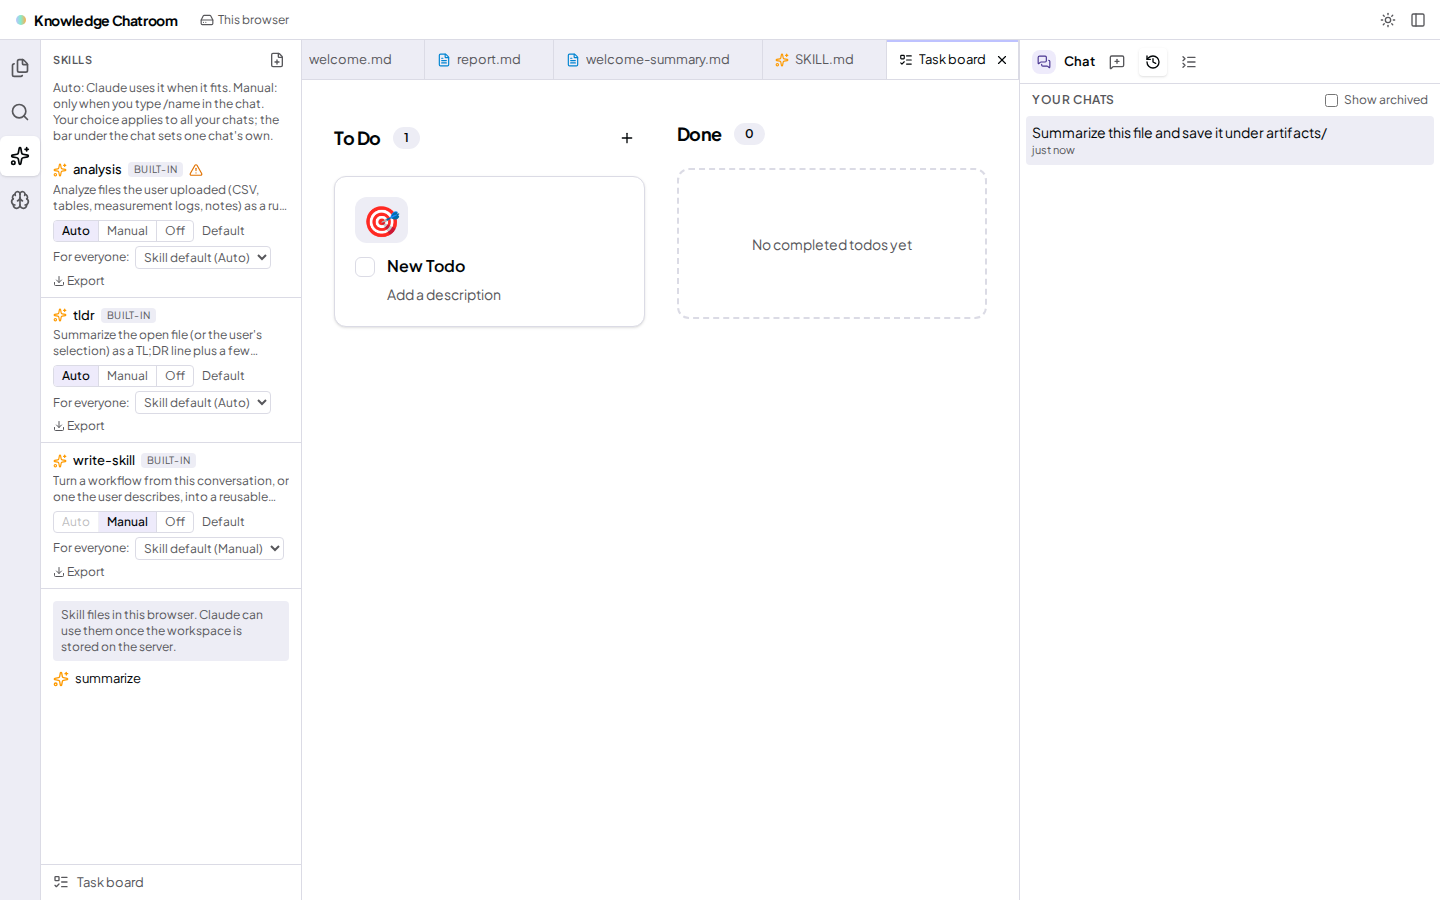 Knowledge Chatroom
This browser
SKILLS
Auto: Claude uses it when it fits. Manual:
only when you type /name in the chat.
Your choice applies to all your chats; the
bar under the chat sets one chat's own.
analysis BUILT-IN
Analyze files the user uploaded (CSV,
tables, measurement logs, notes) as a ru…
Auto Manual Off Default
For everyone: Skill default (Auto)
Export
tldr BUILT-IN
Summarize the open file (or the user's
selection) as a TL;DR line plus a few…
Auto Manual Off Default
For everyone: Skill default (Auto)
Export
write-skill BUILT-IN
Turn a workflow from this conversation, or
one the user describes, into a reusable…
Auto Manual Off Default
For everyone: Skill default (Manual)
Export
Skill files in this browser. Claude can
use them once the workspace is
stored on the server.
summarize
Task board
welcome.md
report.md
welcome-summary.md
SKILL.md
Task board
To Do 1
New Todo
Add a description
Done 0
No completed todos yet
Chat
YOUR CHATS
Show archived
Summarize this file and save it under artifacts/
just now